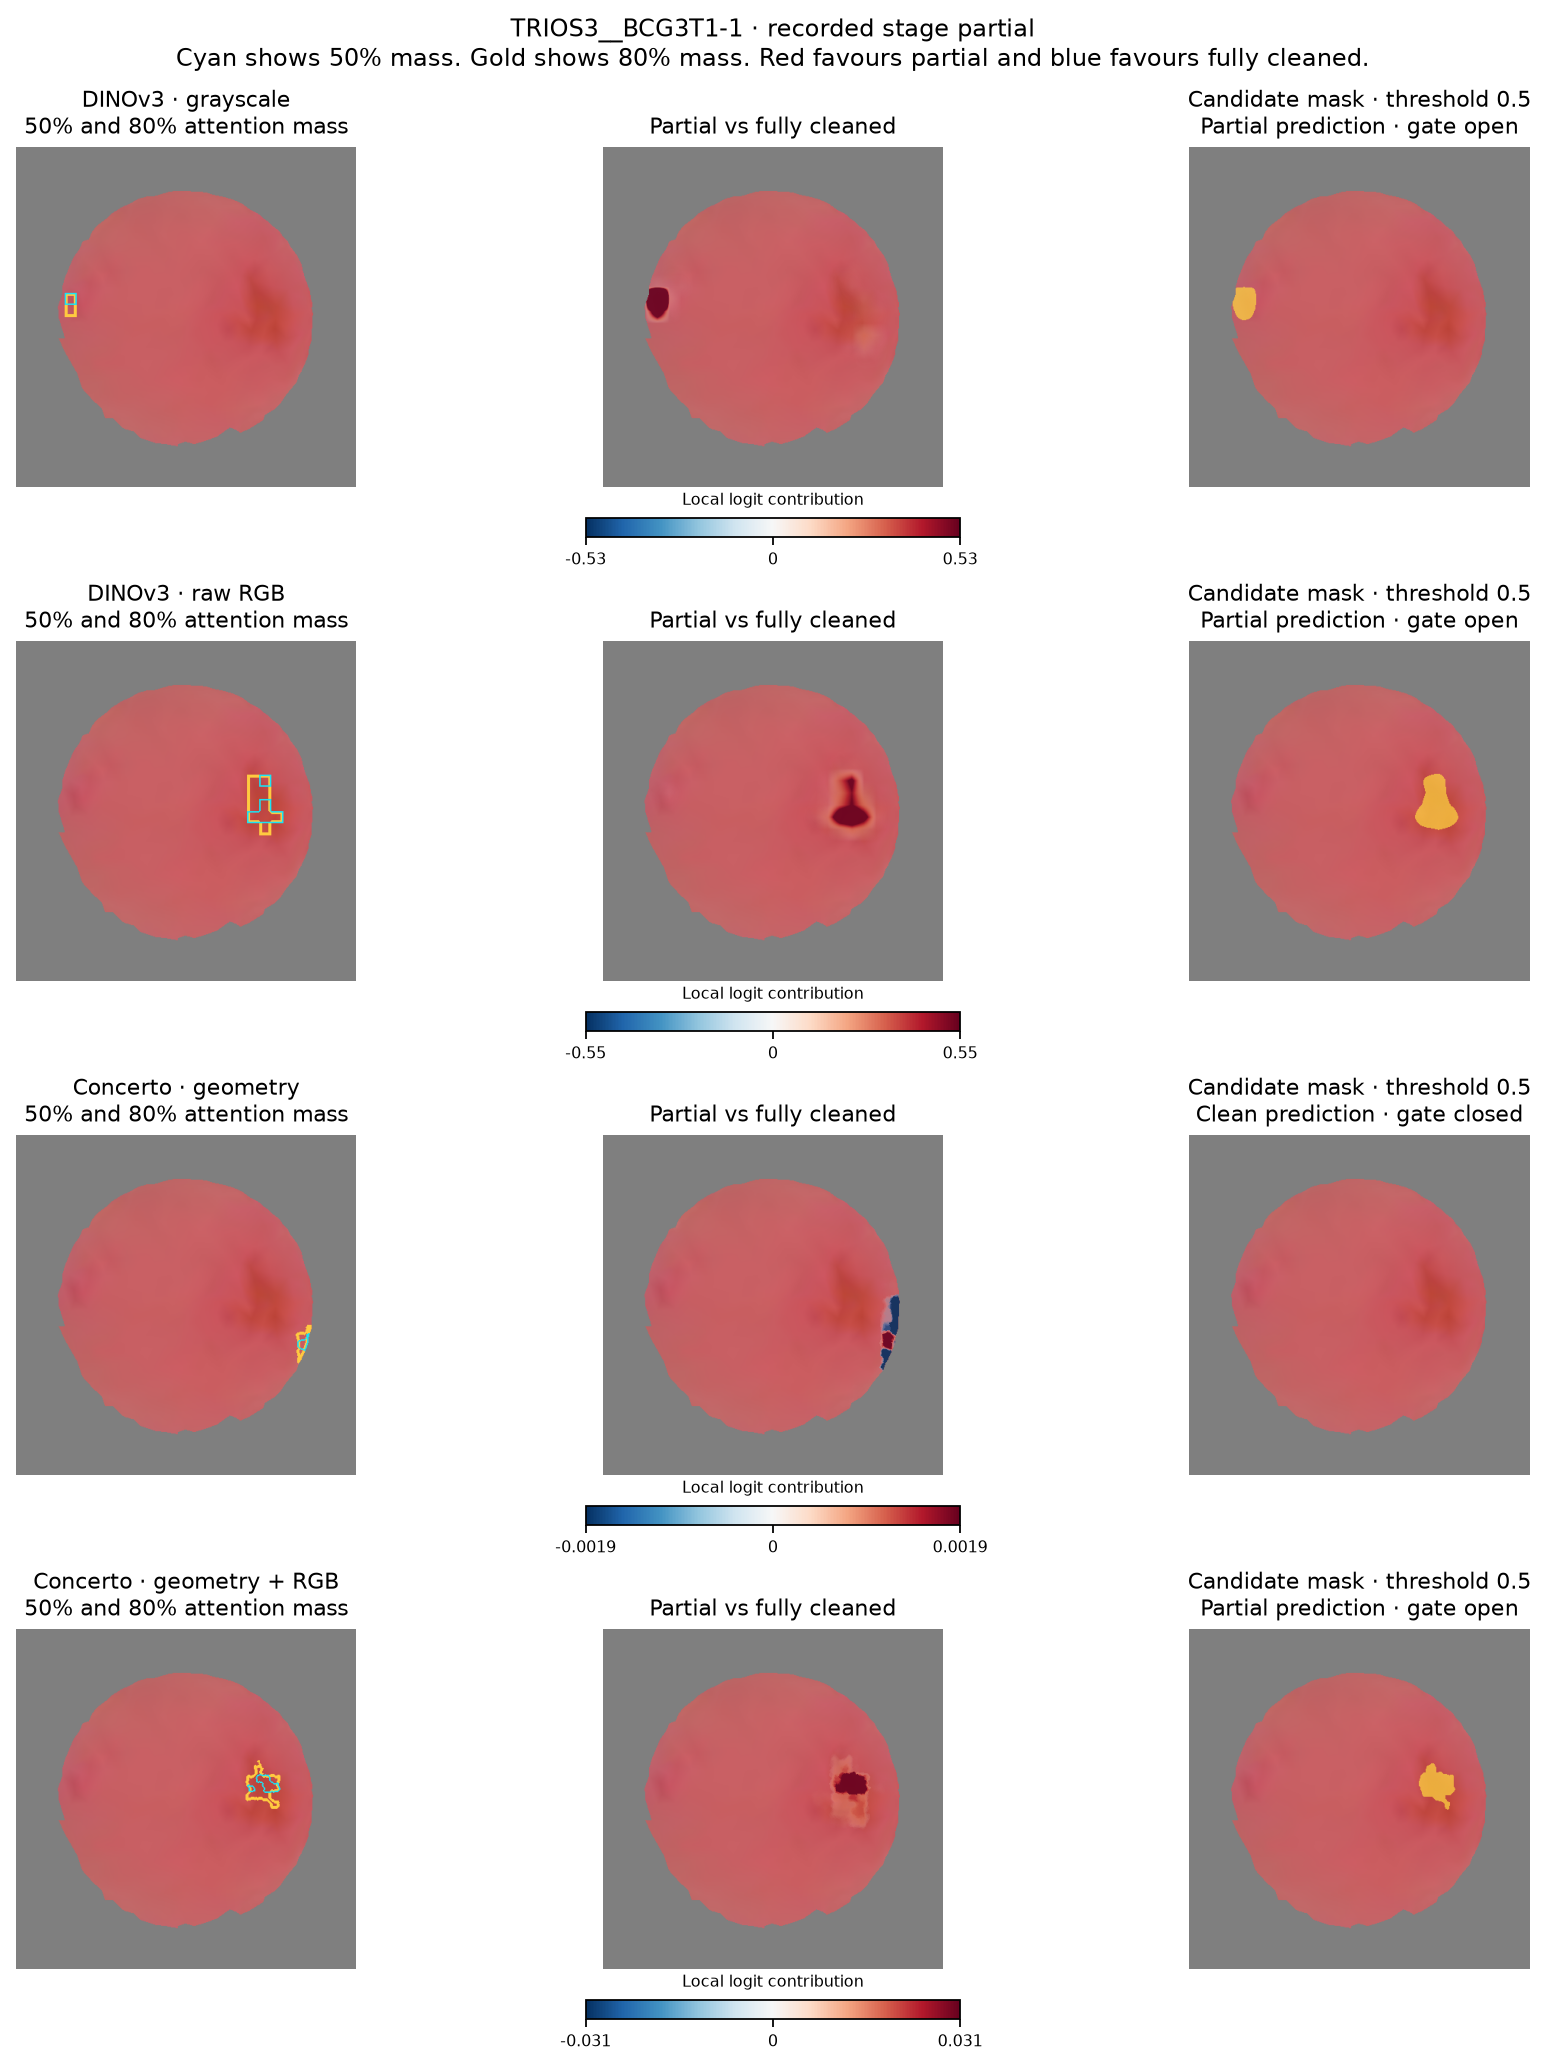 TRIOS3__BCG3T1-1 · recorded stage partial
Cyan shows 50% mass. Gold shows 80% mass. Red favours partial and blue favours fully cleaned.
DINOv3 · grayscale
50% and 80% attention mass
Partial vs fully cleaned
Candidate mask · threshold 0.5
Partial prediction · gate open
Local logit contribution
-0.53 0 0.53
DINOv3 · raw RGB
50% and 80% attention mass
Partial vs fully cleaned
Candidate mask · threshold 0.5
Partial prediction · gate open
Local logit contribution
-0.55 0 0.55
Concerto · geometry
50% and 80% attention mass
Partial vs fully cleaned
Candidate mask · threshold 0.5
Clean prediction · gate closed
Local logit contribution
-0.0019 0 0.0019
Concerto · geometry + RGB
50% and 80% attention mass
Partial vs fully cleaned
Candidate mask · threshold 0.5
Partial prediction · gate open
Local logit contribution
-0.031 0 0.031